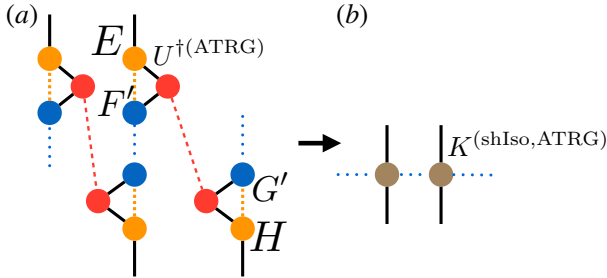 (a)
(b)
E
U†(ATRG)
F′
G′
H
K(shIso,ATRG)